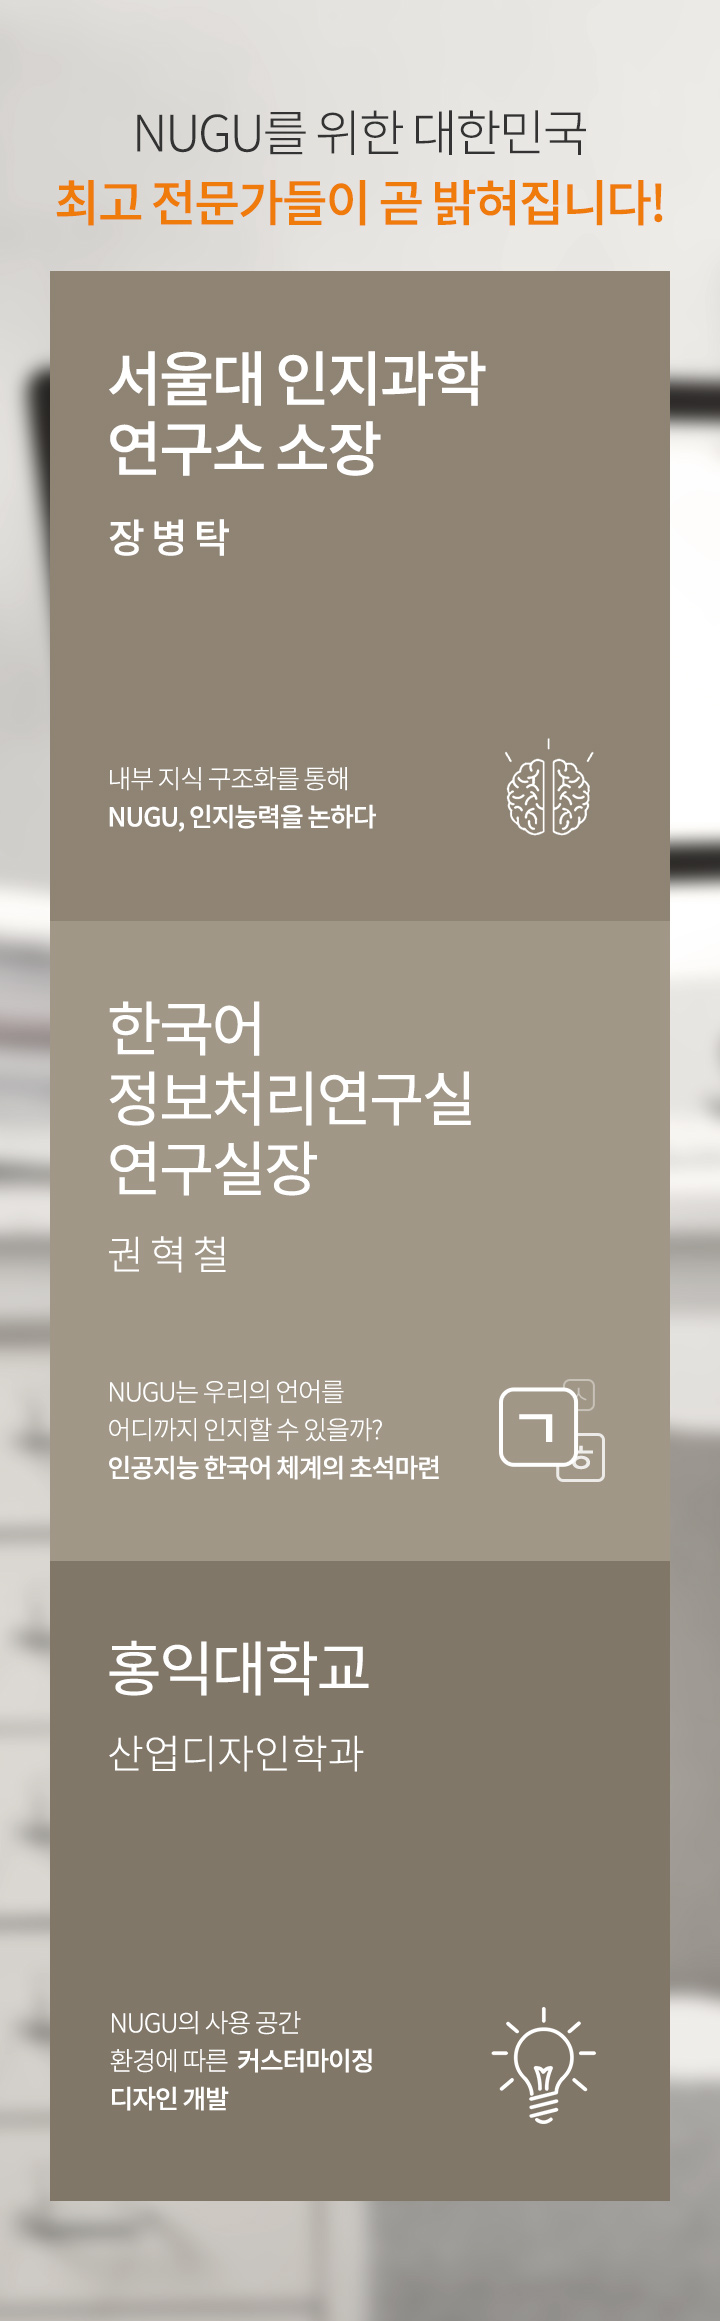 NUGU를 위한 대한민국
최고 전문가들이 곧 밝혀집니다!
서울대 인지과학
연구소 소장
장병탁
내부 지식 구조화를 통해
NUGU, 인지능력을 논하다
한국어
정보처리연구실
연구실장
권혁철
NUGU는 우리의 언어를
어디까지 인지할 수 있을까?
인공지능 한국어 체계의 초석마련
ㅅ
ㄱ
ㅎ
홍익대학교
산업디자인학과
NUGU의 사용 공간
환경에 따른 커스터마이징
디자인 개발